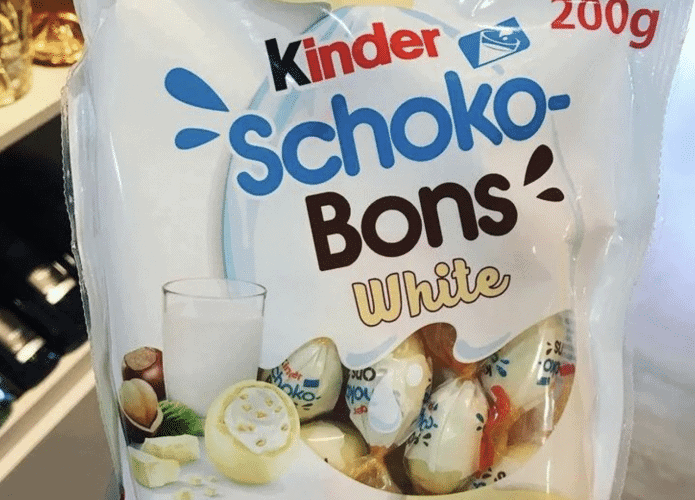 200g
Kinder
Schoko-
Bons
White